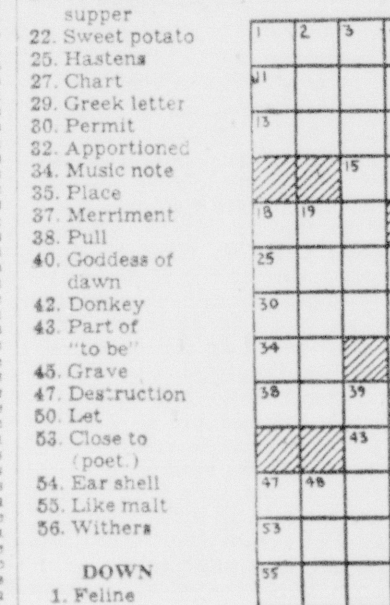 supper
22. Sweet potato
25. Hastens
27. Chart
29. Greek letter
30. Permit
32. Apportioned
34. Music note
35. Place
37. Merriment
38. Pull
40. Goddess of
dawn
42. Donkey
43. Part of
"to be"
45. Grave
47. Destruction
50. Let
53. Close to
(poet.)
54. Ear shell
55. Like malt
56. Withers
DOWN
1. Feline
1 2 3
11
13
15
18 19
25
30
34
38 39
43
47 48
53
55